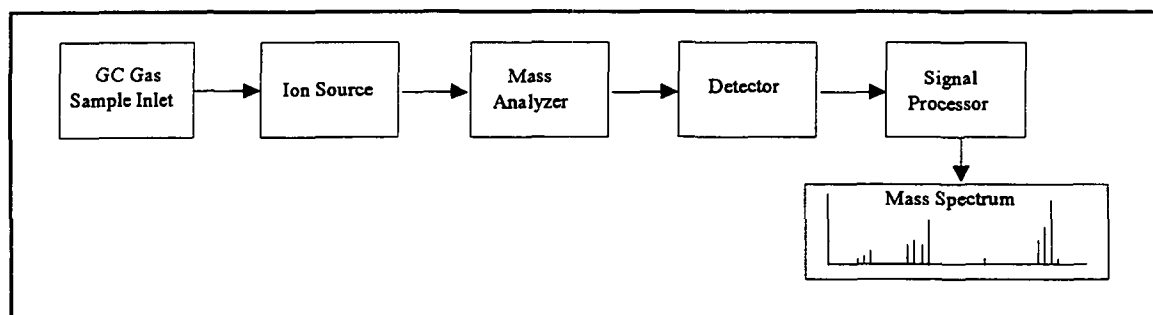 GC Gas
Sample Inlet
Ion Source
Mass
Analyzer
Detector
Signal
Processor
Mass Spectrum